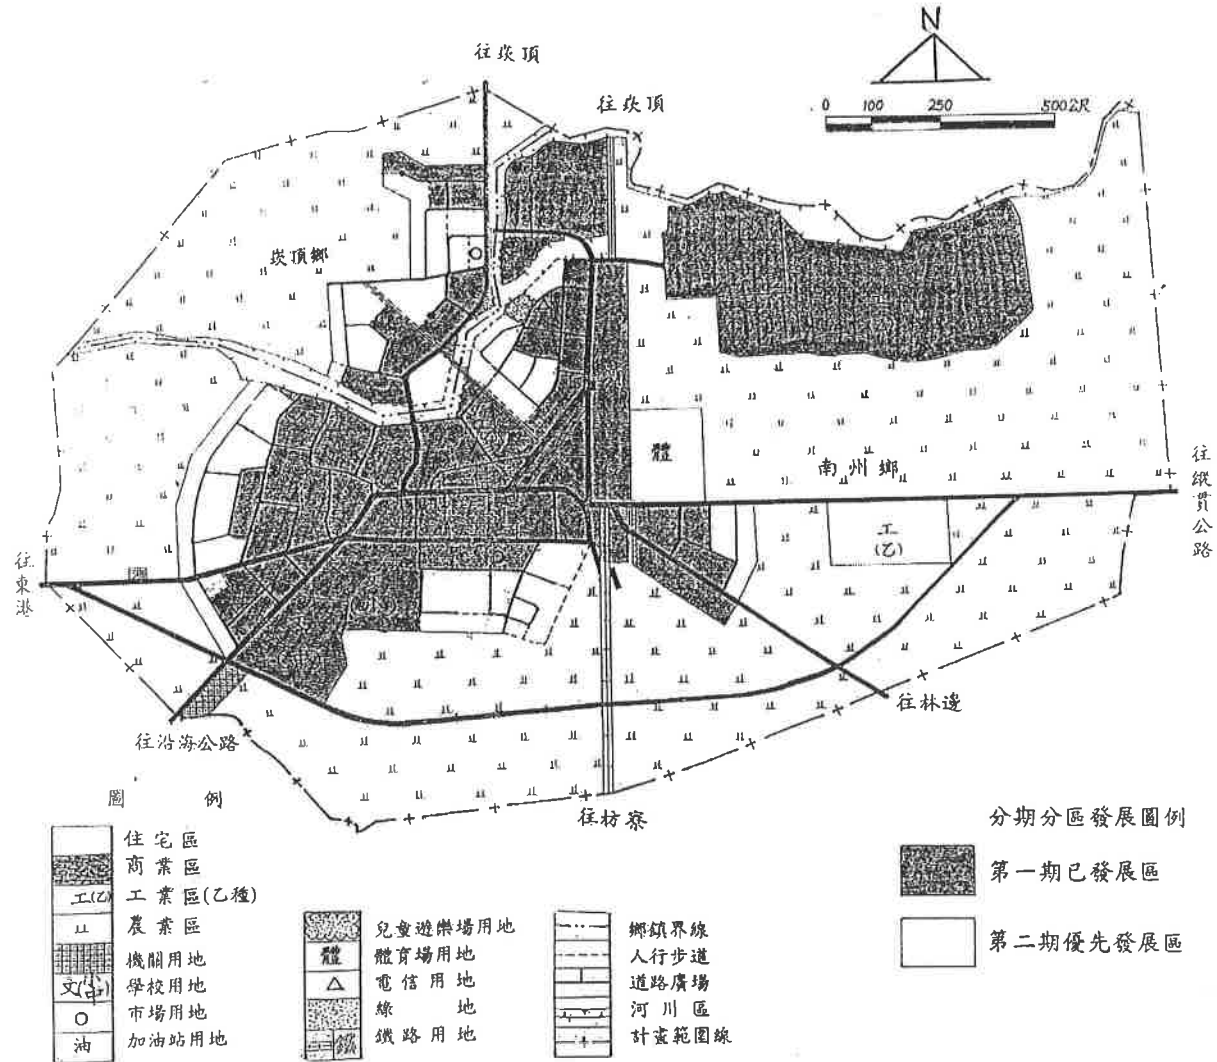 N
往崁頂
往崁頂
0 100 250 500公尺
崁頂鄉
體
南州鄉
往縱貫公路
工
(乙)
往東港
往林邊
往沿海公路
往枋寮
圖例
住宅區
商業區
工(乙) 工業區(乙種)
農業區
機關用地
學校用地
市場用地
油 加油站用地
兒童遊樂場用地
體 體育場用地
電信用地
綠地
鐵 鐵路用地
鄉鎮界線
人行步道
道路廣場
河川區
計畫範圍線
分期分區發展圖例
第一期已發展區
第二期優先發展區